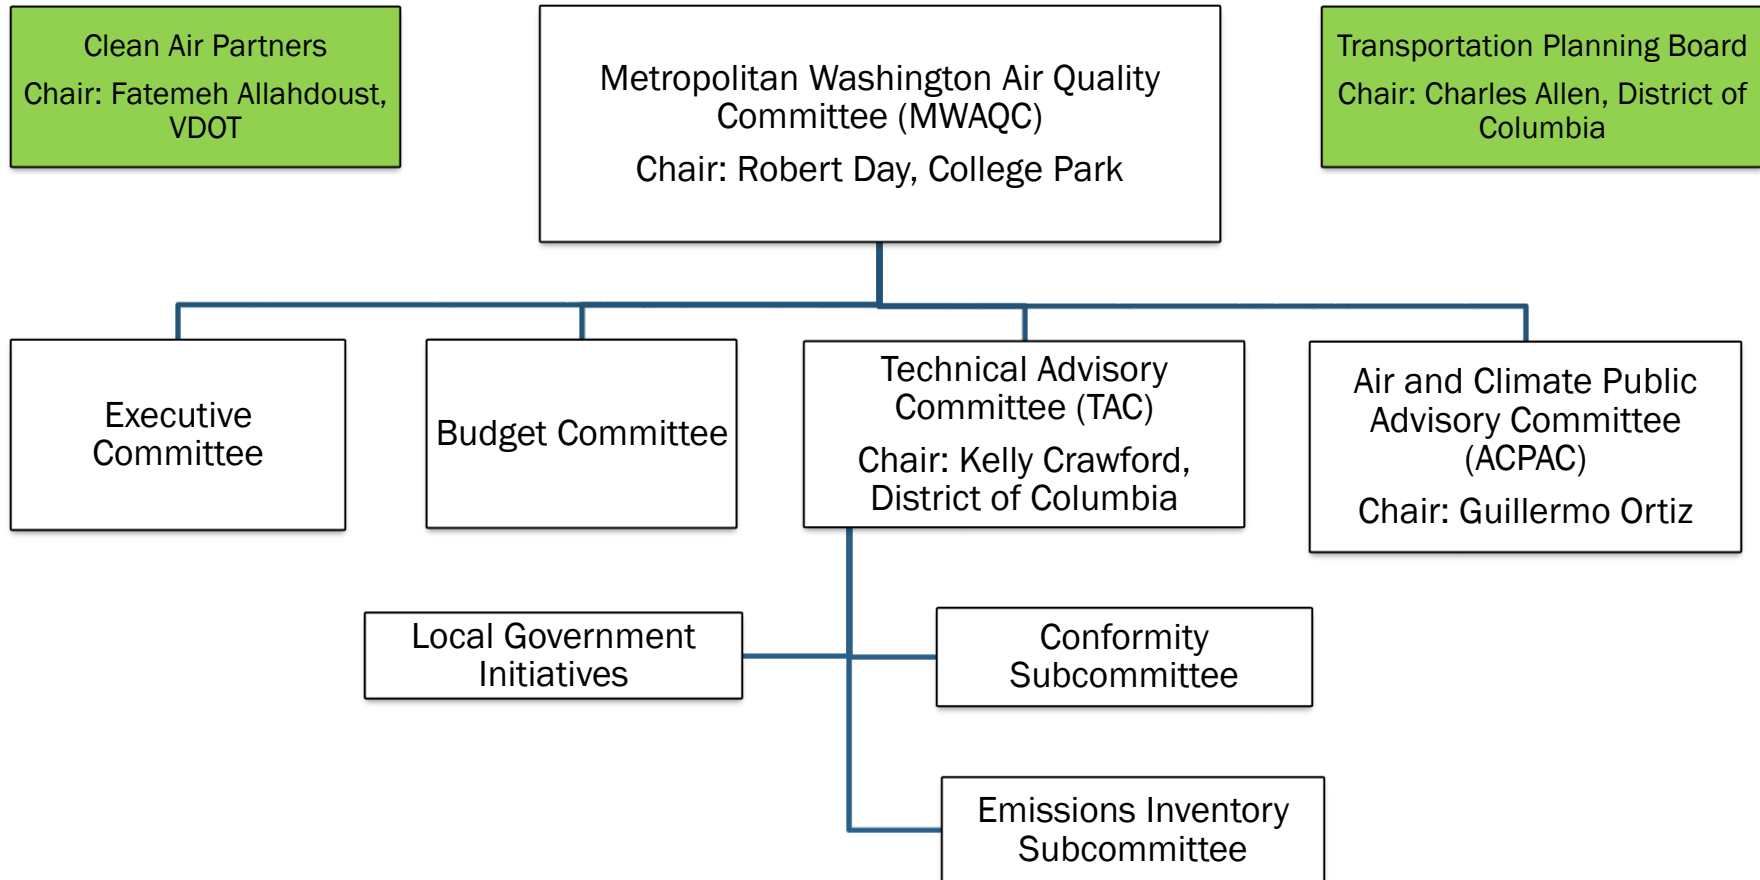 Clean Air Partners
Chair: Fatemeh Allahdoust,
VDOT
Metropolitan Washington Air Quality
Committee (MWAQC)
Chair: Robert Day, College Park
Transportation Planning Board
Chair: Charles Allen, District of
Columbia
Executive
Committee
Budget Committee
Technical Advisory
Committee (TAC)
Chair: Kelly Crawford,
District of Columbia
Air and Climate Public
Advisory Committee
(ACPAC)
Chair: Guillermo Ortiz
Local Government
Initiatives
Conformity
Subcommittee
Emissions Inventory
Subcommittee